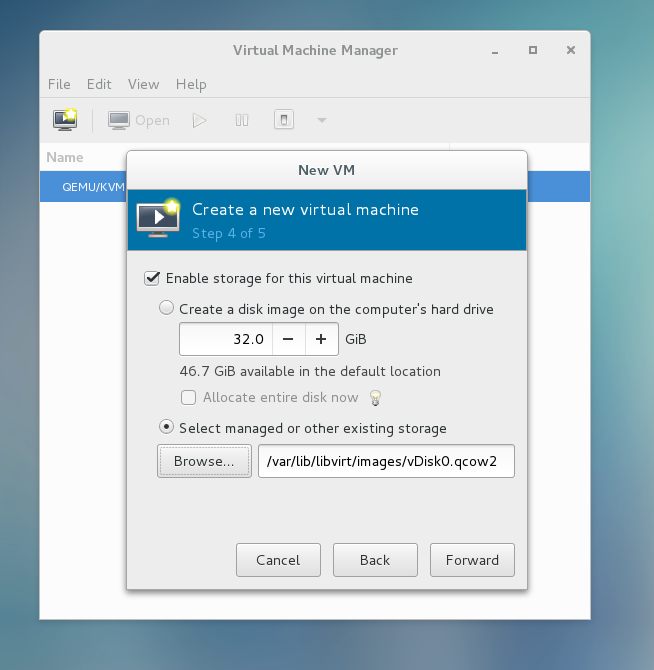 Virtual Machine Manager
File Edit View Help
Open
Name
QEMU/KVM
New VM
Create a new virtual machine
Step 4 of 5
Enable storage for this virtual machine
Create a disk image on the computer's hard drive
32.0 − + GiB
46.7 GiB available in the default location
Allocate entire disk now
Select managed or other existing storage
Browse... /var/lib/libvirt/images/vDisk0.qcow2
Cancel Back Forward